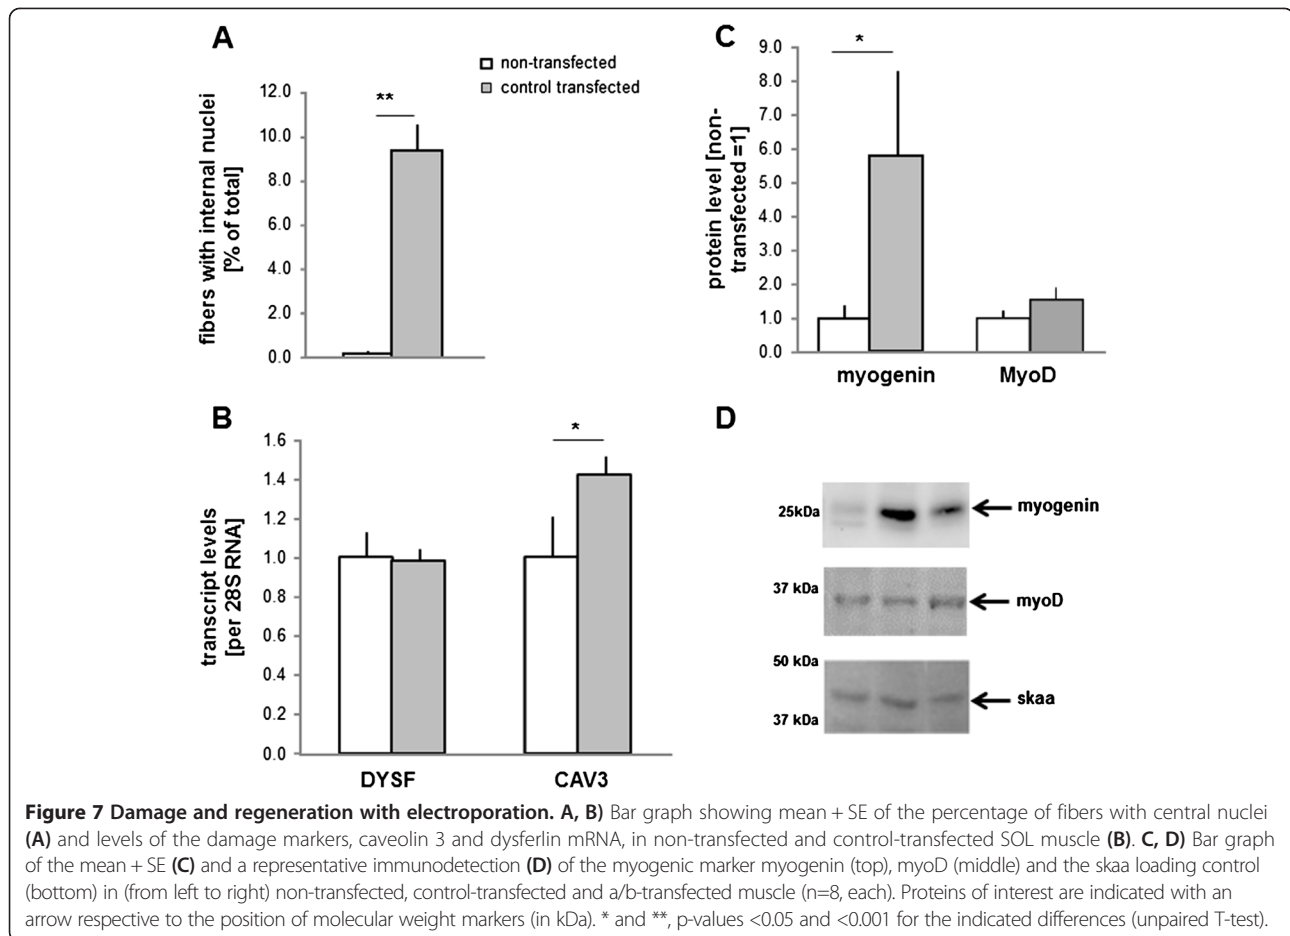 A
non-transfected
control transfected
**
12.0
10.0
8.0
6.0
4.0
2.0
0.0
fibers with internal nuclei
[% of total]
C
*
9.0
8.0
7.0
6.0
5.0
4.0
3.0
2.0
1.0
0.0
protein level [non-
transfected =1]
myogenin MyoD
B
*
1.6
1.4
1.2
1.0
0.8
0.6
0.4
0.2
0.0
transcript levels
[per 28S RNA]
DYSF CAV3
D
25kDa
myogenin
37 kDa
myoD
50 kDa
skaa
37 kDa
Figure 7 Damage and regeneration with electroporation. A, B) Bar graph showing mean + SE of the percentage of fibers with central nuclei
(A) and levels of the damage markers, caveolin 3 and dysferlin mRNA, in non-transfected and control-transfected SOL muscle (B). C, D) Bar graph
of the mean + SE (C) and a representative immunodetection (D) of the myogenic marker myogenin (top), myoD (middle) and the skaa loading control
(bottom) in (from left to right) non-transfected, control-transfected and a/b-transfected muscle (n=8, each). Proteins of interest are indicated with an
arrow respective to the position of molecular weight markers (in kDa). * and **, p-values <0.05 and <0.001 for the indicated differences (unpaired T-test).